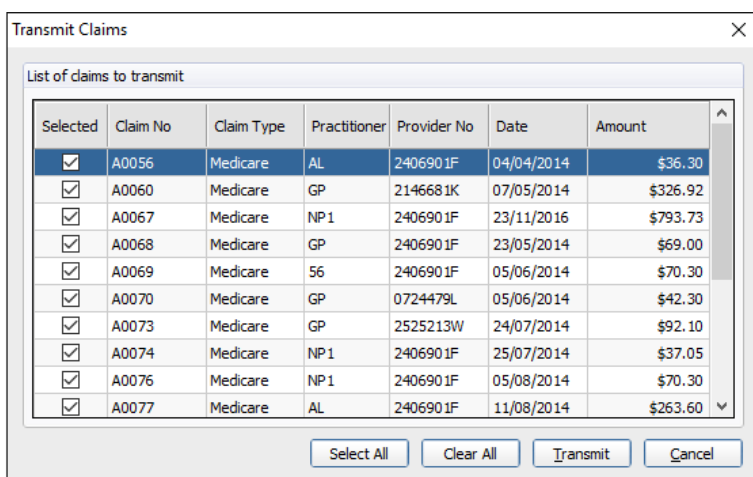 Transmit Claims
List of claims to transmit
Selected Claim No Claim Type Practitioner Provider No Date Amount
A0056 Medicare AL 2406901F 04/04/2014 $36.30
A0060 Medicare GP 2146681K 07/05/2014 $326.92
A0067 Medicare NP1 2406901F 23/11/2016 $793.73
A0068 Medicare GP 2406901F 23/05/2014 $69.00
A0069 Medicare 56 2406901F 05/06/2014 $70.30
A0070 Medicare GP 0724479L 05/06/2014 $42.30
A0073 Medicare GP 2525213W 24/07/2014 $92.10
A0074 Medicare NP1 2406901F 25/07/2014 $37.05
A0076 Medicare NP1 2406901F 05/08/2014 $70.30
A0077 Medicare AL 2406901F 11/08/2014 $263.60
Select All Clear All Transmit Cancel